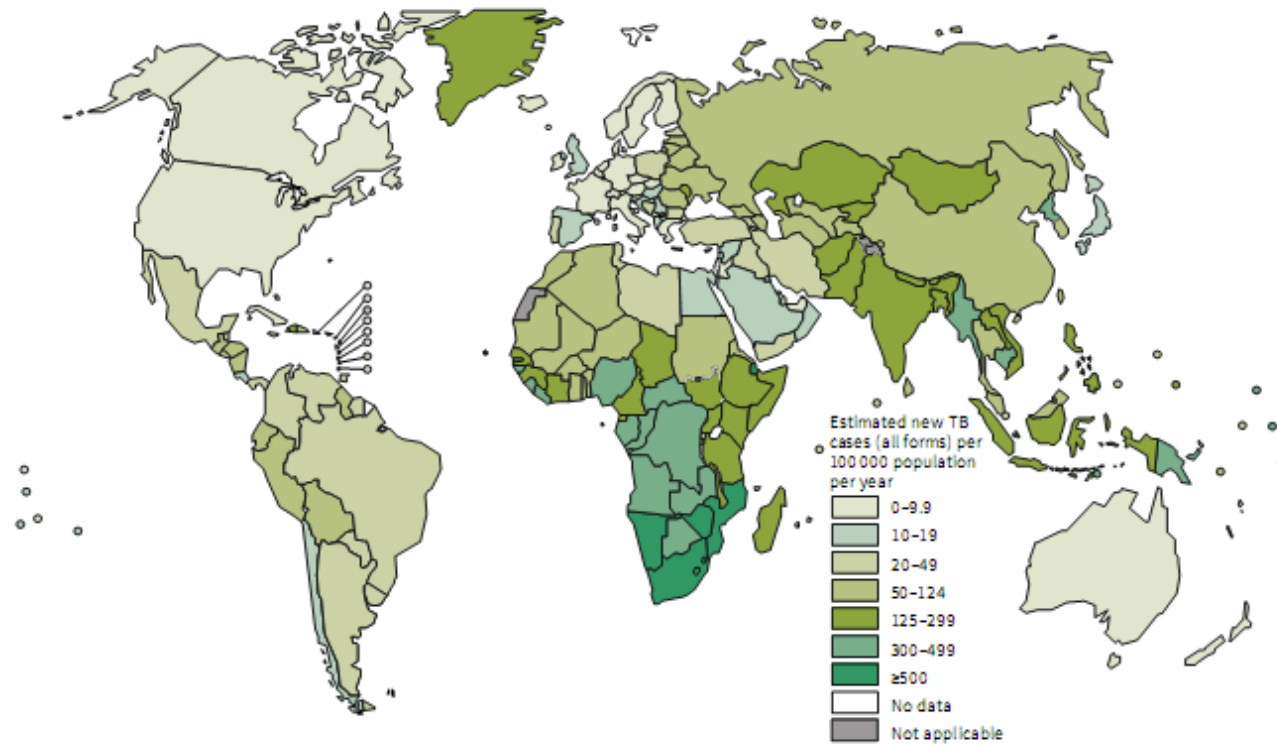 Estimated new TB
cases (all forms) per
100 000 population
per year
0–9.9
10–19
20–49
50–124
125–299
300–499
≥500
No data
Not applicable